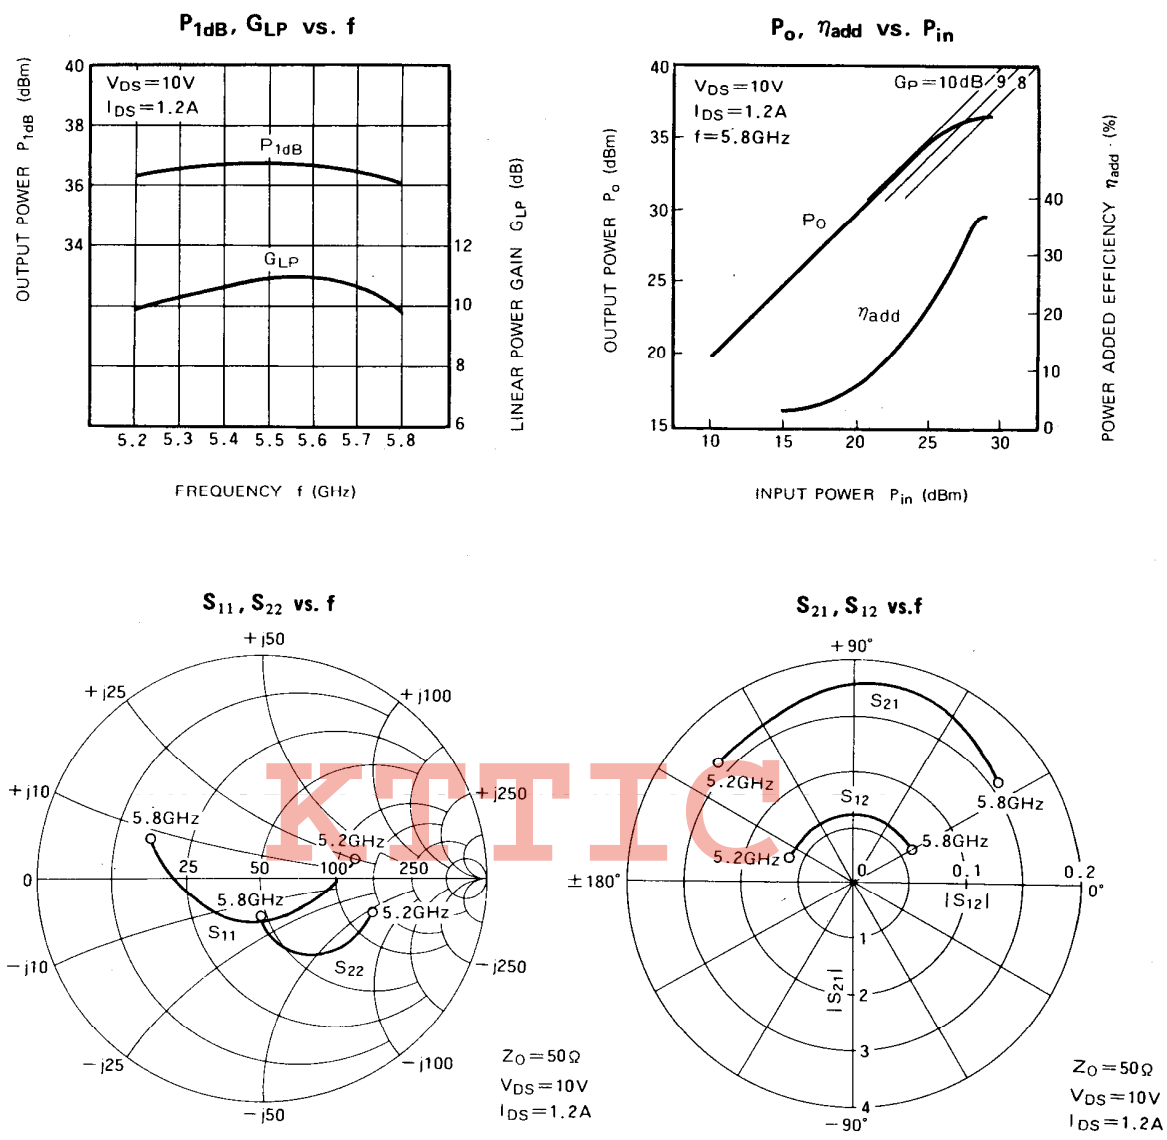 P1dB, GLP vs. f
OUTPUT POWER P1dB (dBm)
40
38
36
34
VDS=10V
IDS=1.2A
P1dB
GLP
12
10
8
6
LINEAR POWER GAIN GLP (dB)
5.2 5.3 5.4 5.5 5.6 5.7 5.8
FREQUENCY f (GHz)
Po, ηadd vs. Pin
OUTPUT POWER Po (dBm)
40
35
30
25
20
15
VDS=10V
IDS=1.2A
f=5.8GHz
GP=10dB 9 8
Po
ηadd
40
30
20
10
0
POWER ADDED EFFICIENCY ηadd (%)
10 15 20 25 30
INPUT POWER Pin (dBm)
S11, S22 vs. f
+j50
+j25
+j100
+j10
+j250
5.8GHz
5.2GHz
0
25 50 100 250
5.8GHz
5.2GHz
S11
S22
-j10
-j250
-j25
-j100
-j50
ZO=50Ω
VDS=10V
IDS=1.2A
S21, S12 vs.f
+90°
S21
5.2GHz
S12
5.8GHz
5.2GHz
5.8GHz
±180°
0 0.1 0.2
0°
|S12|
1
|S21|
2
3
4
-90°
ZO=50Ω
VDS=10V
IDS=1.2A
KTTIC